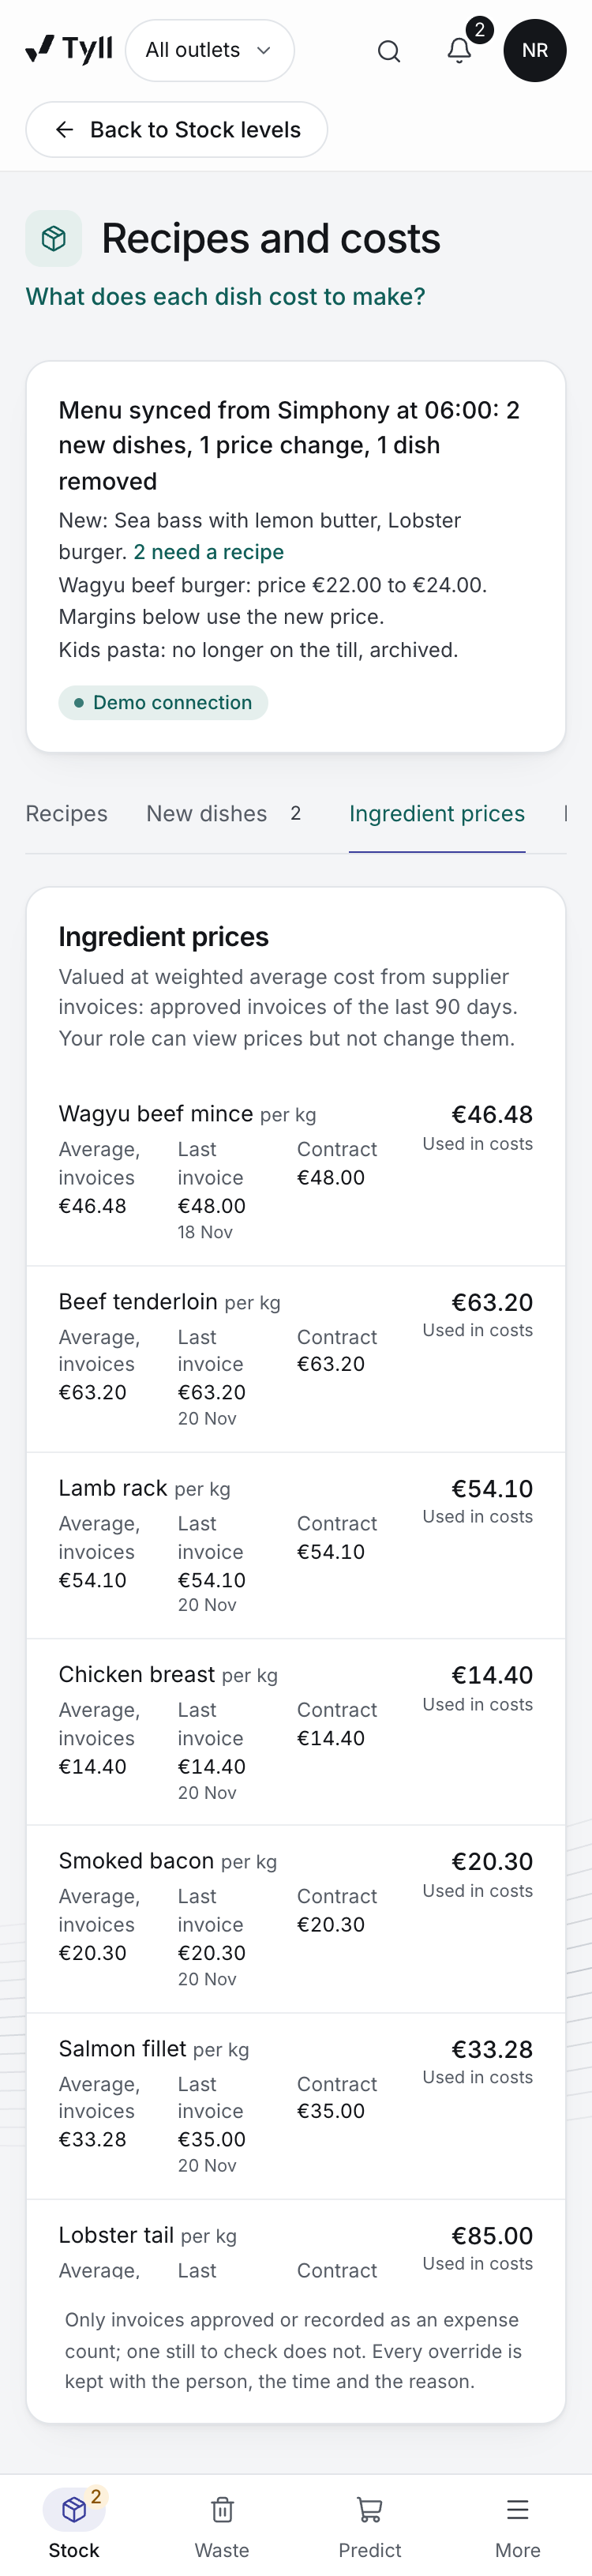 Tyll
All outlets
2
NR
Back to Stock levels
Recipes and costs
What does each dish cost to make?
Menu synced from Simphony at 06:00: 2
new dishes, 1 price change, 1 dish
removed
New: Sea bass with lemon butter, Lobster
burger. 2 need a recipe
Wagyu beef burger: price €22.00 to €24.00.
Margins below use the new price.
Kids pasta: no longer on the till, archived.
Demo connection
Recipes New dishes 2 Ingredient prices
Ingredient prices
Valued at weighted average cost from supplier
invoices: approved invoices of the last 90 days.
Your role can view prices but not change them.
Wagyu beef mince per kg €46.48
Used in costs
Average, Last Contract
invoices invoice €48.00
€46.48 €48.00
18 Nov
Beef tenderloin per kg €63.20
Used in costs
Average, Last Contract
invoices invoice €63.20
€63.20 €63.20
20 Nov
Lamb rack per kg €54.10
Used in costs
Average, Last Contract
invoices invoice €54.10
€54.10 €54.10
20 Nov
Chicken breast per kg €14.40
Used in costs
Average, Last Contract
invoices invoice €14.40
€14.40 €14.40
20 Nov
Smoked bacon per kg €20.30
Used in costs
Average, Last Contract
invoices invoice €20.30
€20.30 €20.30
20 Nov
Salmon fillet per kg €33.28
Used in costs
Average, Last Contract
invoices invoice €35.00
€33.28 €35.00
20 Nov
Lobster tail per kg €85.00
Used in costs
Average, Last Contract
Only invoices approved or recorded as an expense
count; one still to check does not. Every override is
kept with the person, the time and the reason.
2
Stock Waste Predict More